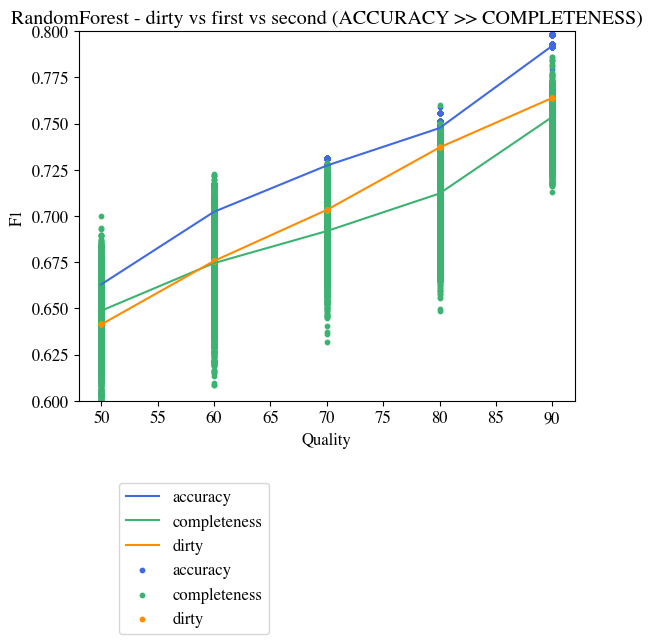 RandomForest - dirty vs first vs second (ACCURACY >> COMPLETENESS)
0.800
0.775
0.750
0.725
0.700
0.675
0.650
0.625
0.600
F1
50 55 60 65 70 75 80 85 90
Quality
accuracy
completeness
dirty
accuracy
completeness
dirty